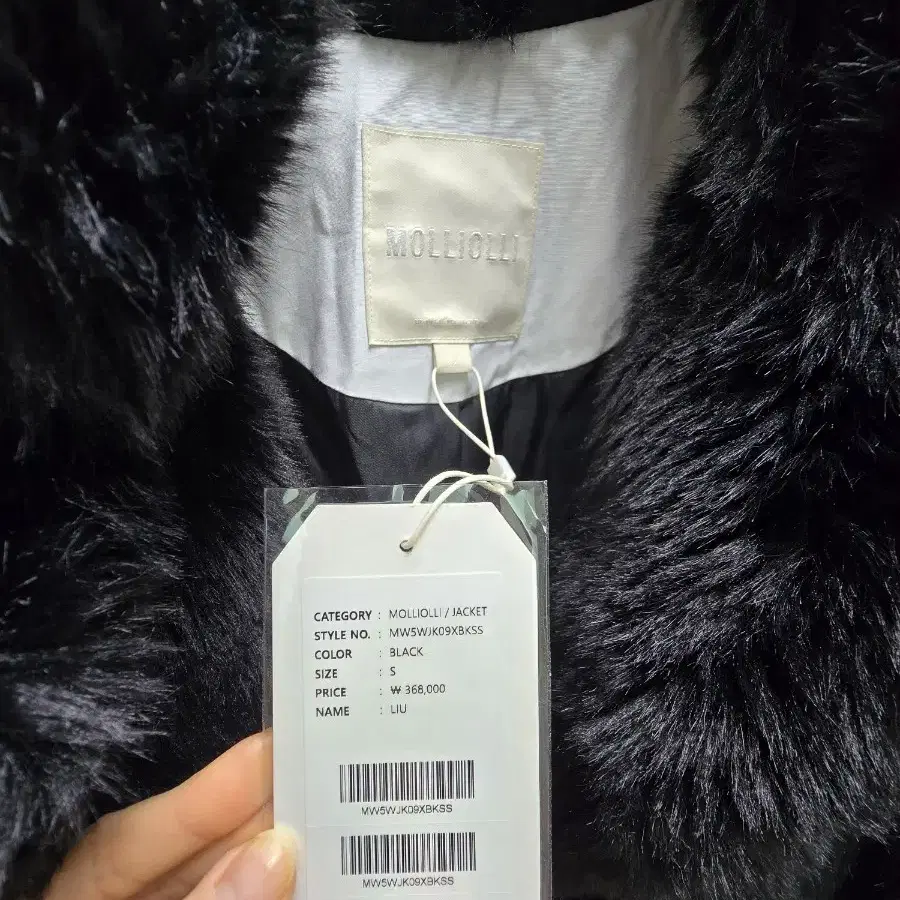 MOLLIOLLI
CATEGORY : MOLLIOLLI / JACKET
STYLE NO. : MW5WJK09XBKSS
COLOR : BLACK
SIZE : S
PRICE : ₩ 368,000
NAME : LIU
MW5WJK09XBKSS
MW5WJK09XBKSS